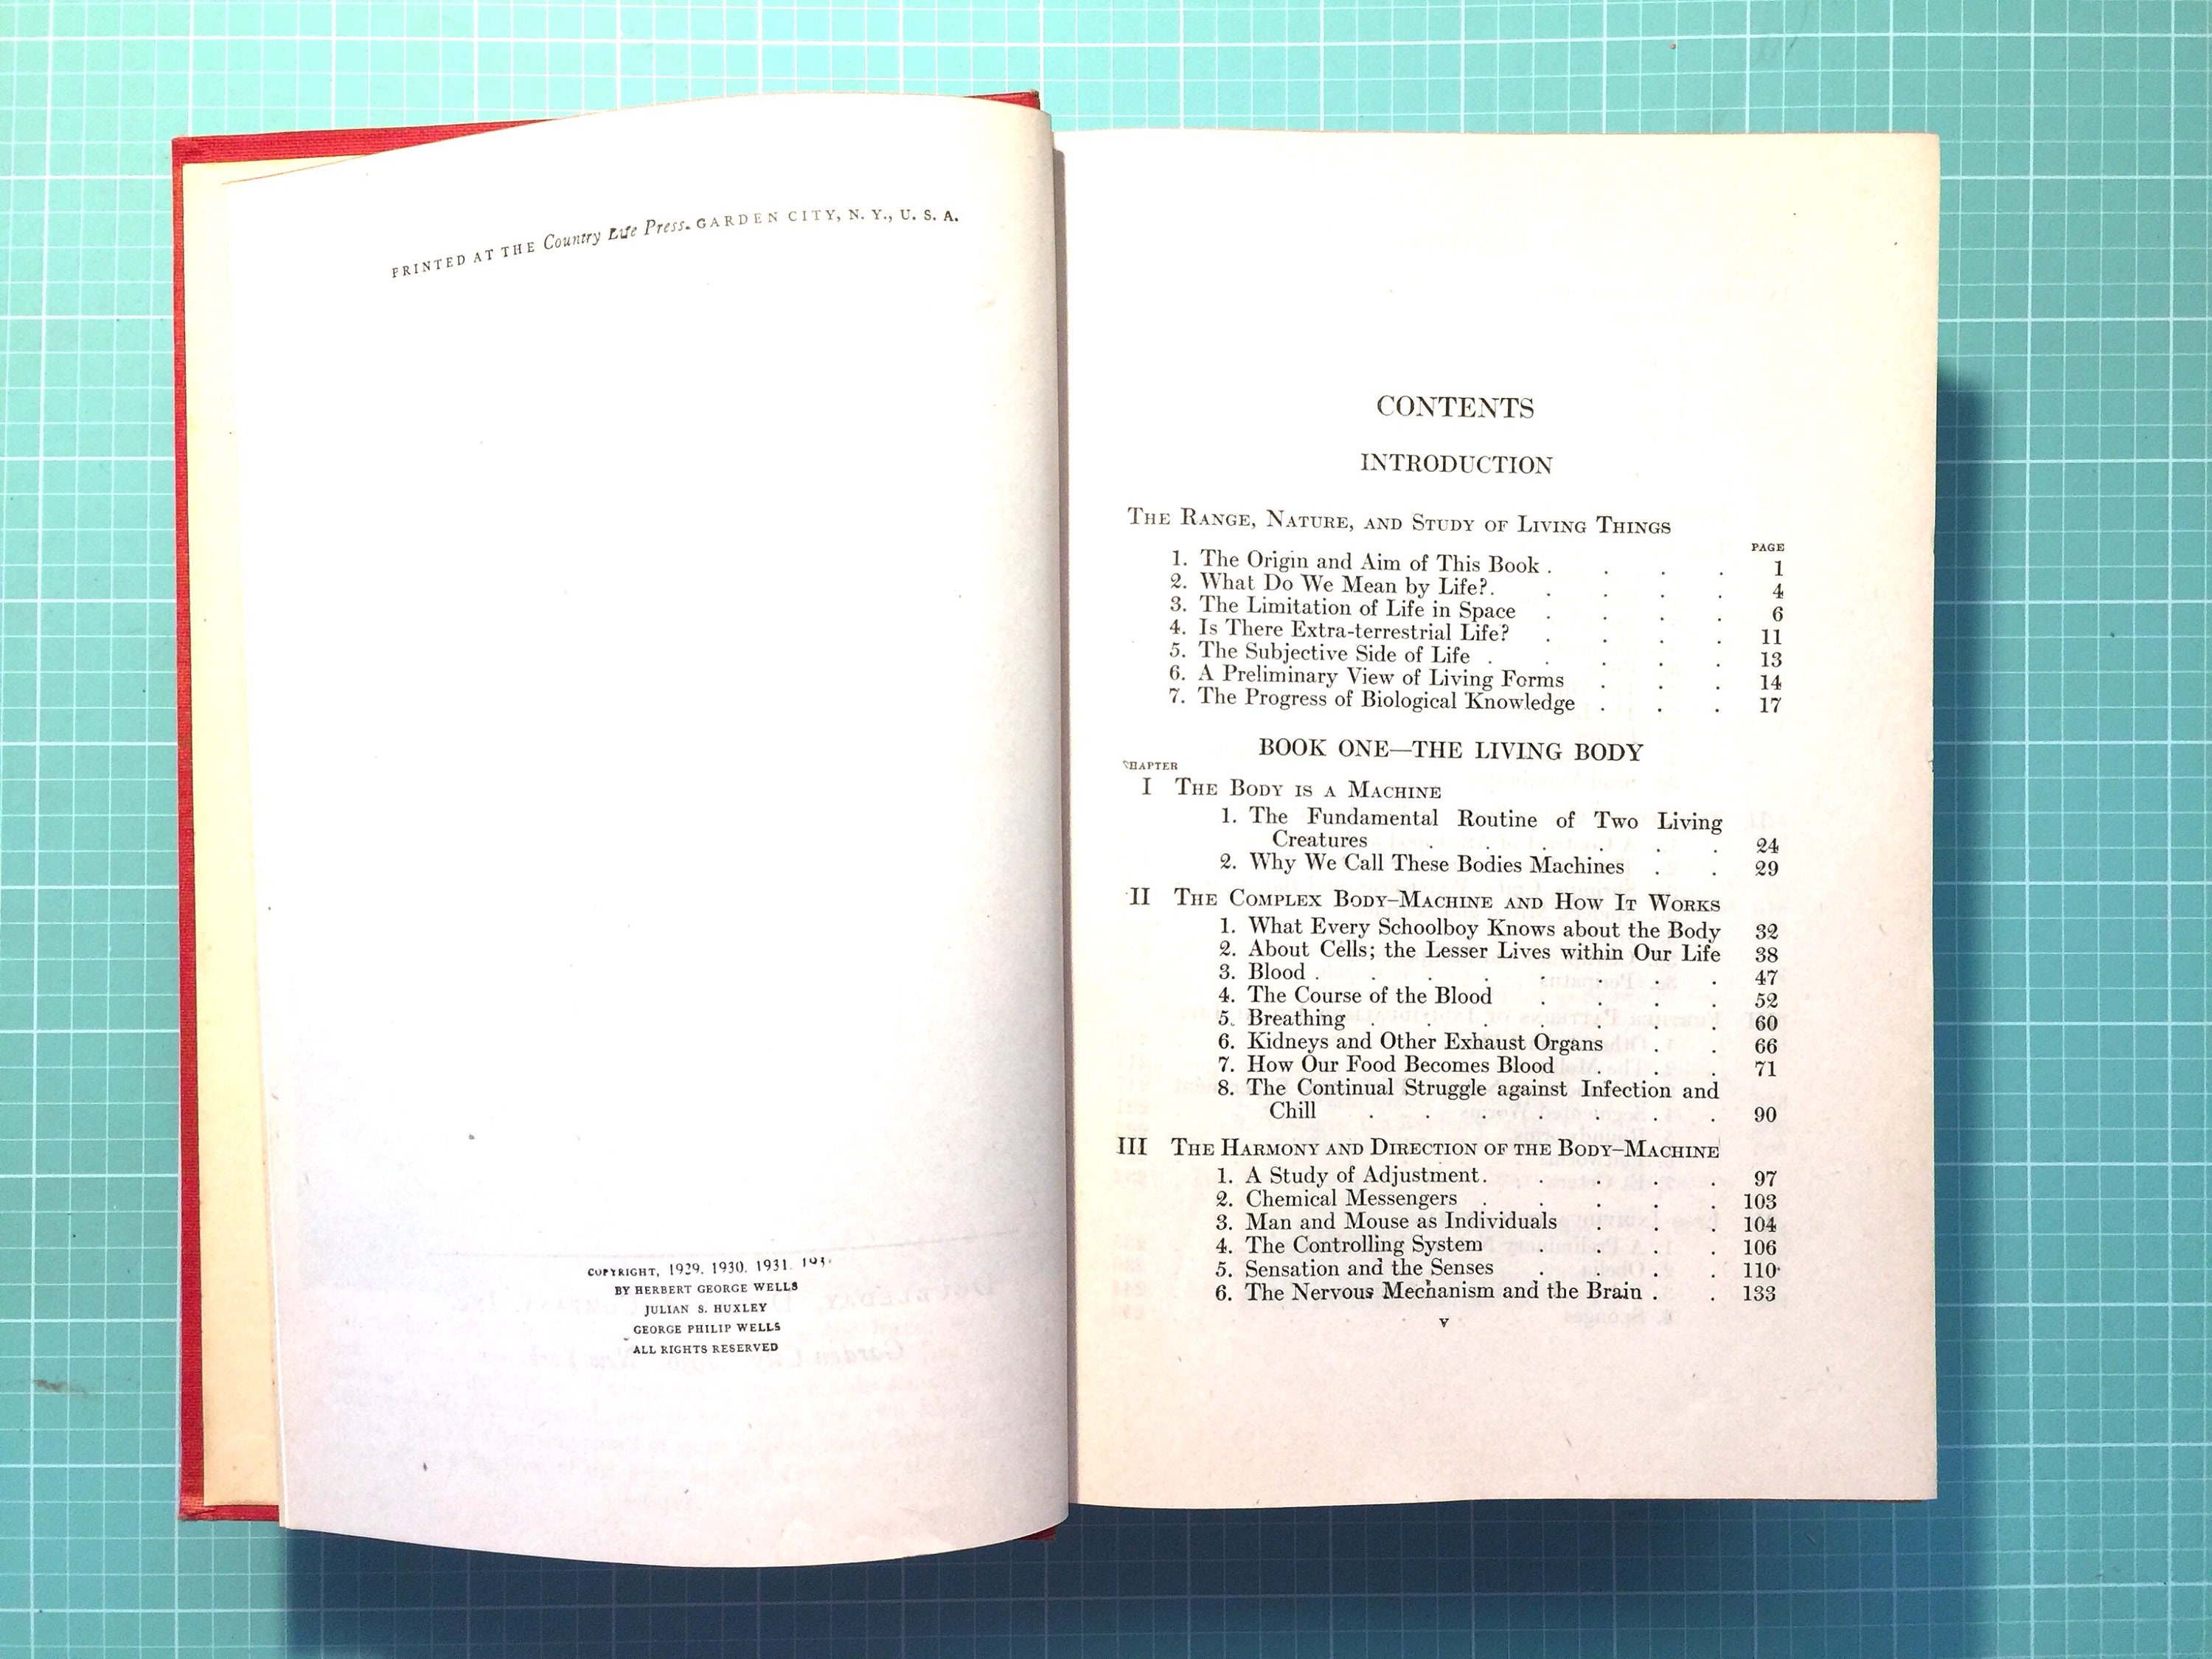 PRINTED AT THE Country Life Press. GARDEN CITY, N. Y., U. S. A.
COPYRIGHT, 1929. 1930. 1931.
BY HERBERT GEORGE WELLS
JULIAN S. HUXLEY
GEORGE PHILIP WELLS
ALL RIGHTS RESERVED
CONTENTS
INTRODUCTION
THE RANGE, NATURE, AND STUDY OF LIVING THINGS
PAGE
1. The Origin and Aim of This Book . . . . 1
2. What Do We Mean by Life?. . . . . 4
3. The Limitation of Life in Space . . . . 6
4. Is There Extra-terrestrial Life? . . . . 11
5. The Subjective Side of Life . . . . . 13
6. A Preliminary View of Living Forms . . . 14
7. The Progress of Biological Knowledge . . . 17
BOOK ONE—THE LIVING BODY
CHAPTER
I THE BODY IS A MACHINE
1. The Fundamental Routine of Two Living
Creatures . . . . . . 24
2. Why We Call These Bodies Machines . . 29
II THE COMPLEX BODY–MACHINE AND HOW IT WORKS
1. What Every Schoolboy Knows about the Body 32
2. About Cells; the Lesser Lives within Our Life 38
3. Blood . . . . . . . . 47
4. The Course of the Blood . . . . 52
5. Breathing . . . . . . . 60
6. Kidneys and Other Exhaust Organs . . 66
7. How Our Food Becomes Blood . . . 71
8. The Continual Struggle against Infection and
Chill . . . . . . . 90
III THE HARMONY AND DIRECTION OF THE BODY–MACHINE
1. A Study of Adjustment. . . . . 97
2. Chemical Messengers . . . . . 103
3. Man and Mouse as Individuals . . . 104
4. The Controlling System . . . . 106
5. Sensation and the Senses . . . . 110
6. The Nervous Mechanism and the Brain . . 133
v